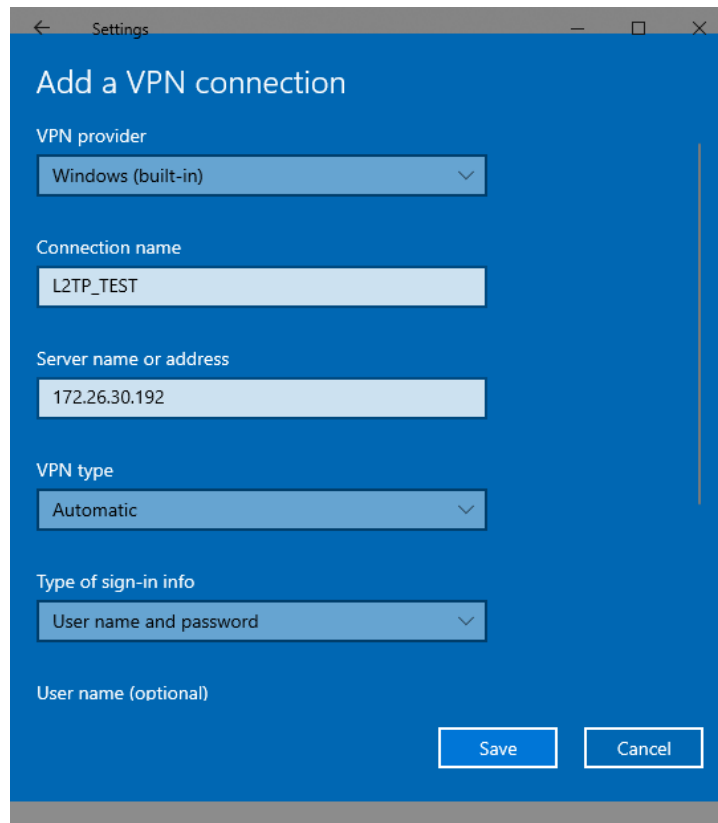 Settings
Add a VPN connection
VPN provider
Windows (built-in)
Connection name
L2TP_TEST
Server name or address
172.26.30.192
VPN type
Automatic
Type of sign-in info
User name and password
User name (optional)
Save Cancel